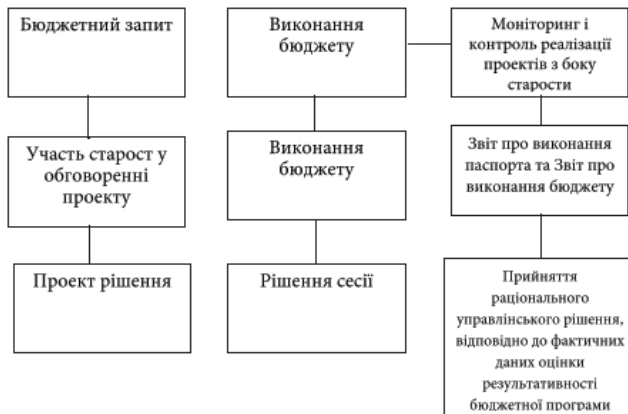 Бюджетний запит
Участь старост у
обговоренні
проекту
Проект рішення
Виконання
бюджету
Виконання
бюджету
Рішення сесії
Моніторинг і
контроль реалізації
проектів з боку
старости
Звіт про виконання
паспорта та Звіт про
виконання бюджету
Прийняття
раціонального
управлінського рішення,
відповідно до фактичних
даних оцінки
результативності
бюджетної програми